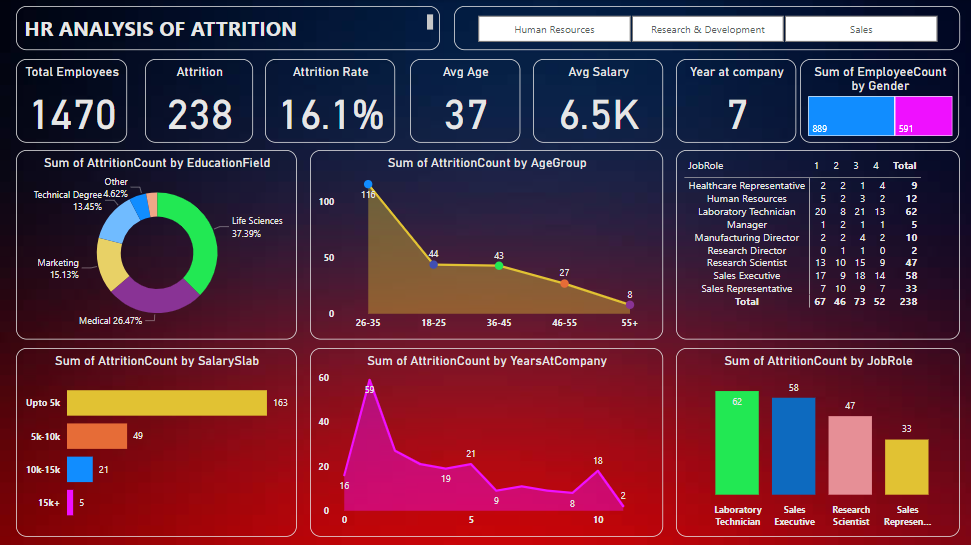 HR ANALYSIS OF ATTRITION
Human Resources
Research & Development
Sales
Total Employees
1470
Attrition
238
Attrition Rate
16.1%
Avg Age
37
Avg Salary
6.5K
Year at company
7
Sum of EmployeeCount
by Gender
889
591
Sum of AttritionCount by EducationField
Other
4.62%
Technical Degree
13.45%
Marketing
15.13%
Medical 26.47%
Life Sciences
37.39%
Sum of AttritionCount by AgeGroup
100
50
0
116
44
43
27
8
26-35 18-25 36-45 46-55 55+
JobRole 1 2 3 4 Total
Healthcare Representative 2 2 1 4 9
Human Resources 5 2 3 2 12
Laboratory Technician 20 8 21 13 62
Manager 1 2 1 1 5
Manufacturing Director 2 2 4 2 10
Research Director 0 1 1 0 2
Research Scientist 13 10 15 9 47
Sales Executive 17 9 18 14 58
Sales Representative 7 10 9 7 33
Total 67 46 73 52 238
Sum of AttritionCount by SalarySlab
Upto 5k 163
5k-10k 49
10k-15k 21
15k+ 5
Sum of AttritionCount by YearsAtCompany
60
40
20
0
16
59
19
21
9
8
18
2
0 5 10
Sum of AttritionCount by JobRole
62
58
47
33
Laboratory
Technician
Sales
Executive
Research
Scientist
Sales
Represen...